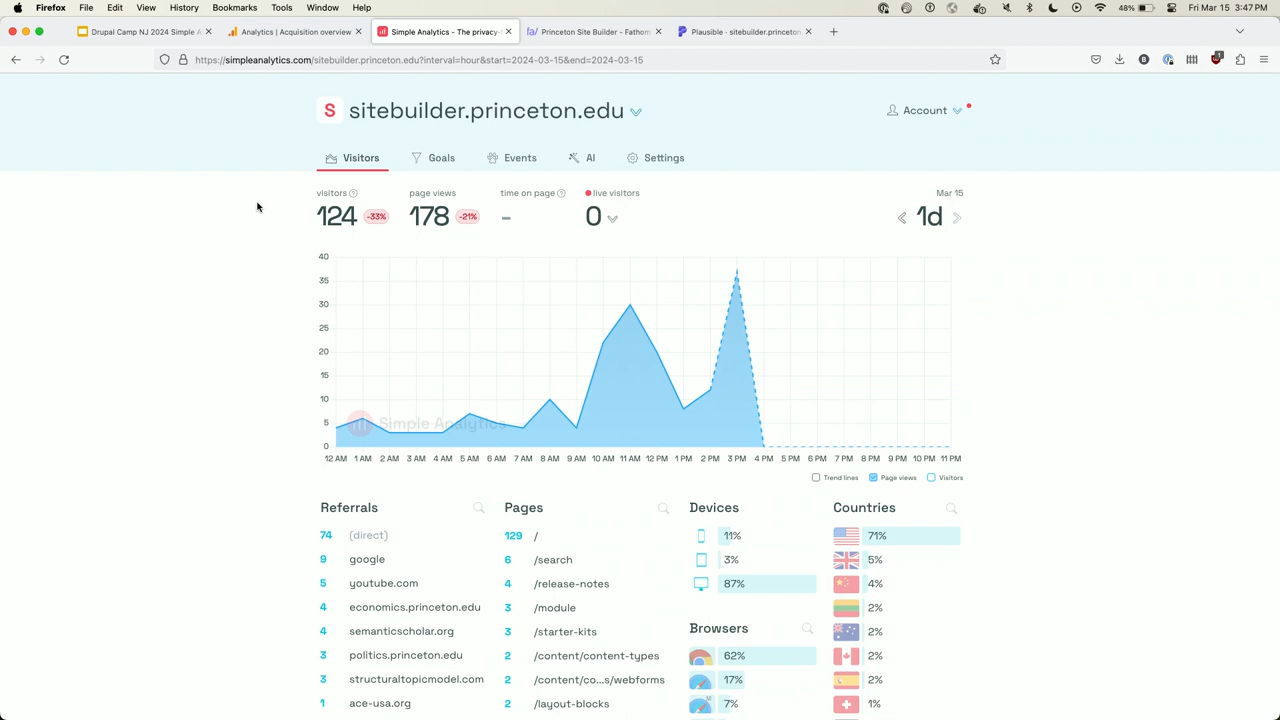 Firefox File Edit View History Bookmarks Tools Window Help 48% Fri Mar 15 3:47 PM
Drupal Camp NJ 2024 Simple A
Analytics | Acquisition overview
Simple Analytics - The privacy-
Princeton Site Builder - Fathom
Plausible · sitebuilder.princeton
https://simpleanalytics.com/sitebuilder.princeton.edu?interval=hour&start=2024-03-15&end=2024-03-15
S sitebuilder.princeton.edu
Account
Visitors Goals Events AI Settings
visitors page views time on page live visitors Mar 15
124 -33% 178 -21% - 0 1d
40
35
30
25
20
15
10
5
0
Simple Analytics
12 AM 1 AM 2 AM 3 AM 4 AM 5 AM 6 AM 7 AM 8 AM 9 AM 10 AM 11 AM 12 PM 1 PM 2 PM 3 PM 4 PM 5 PM 6 PM 7 PM 8 PM 9 PM 10 PM 11 PM
Trend lines Page views Visitors
Referrals
74 (direct)
9 google
5 youtube.com
4 economics.princeton.edu
4 semanticscholar.org
3 politics.princeton.edu
3 structuraltopicmodel.com
1 ace-usa.org
Pages
129 /
6 /search
4 /release-notes
3 /module
3 /starter-kits
2 /content/content-types
2 /content/co...s/webforms
2 /layout-blocks
Devices
11%
3%
87%
Browsers
62%
17%
7%
Countries
71%
5%
4%
2%
2%
2%
2%
1%